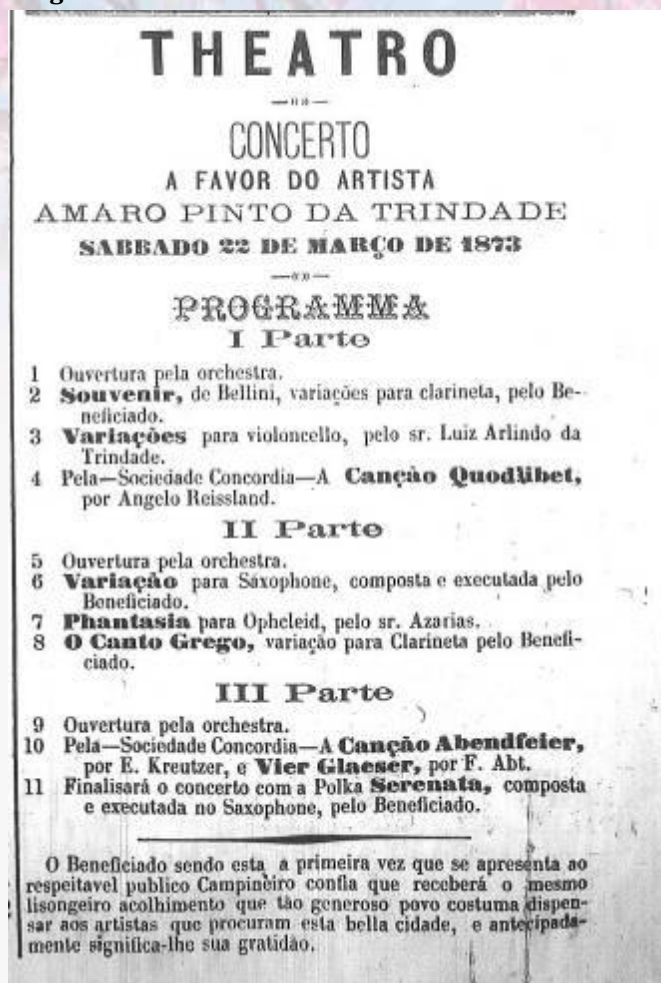 THEATRO
CONCERTO
A FAVOR DO ARTISTA
AMARO PINTO DA TRINDADE
SABBADO 22 DE MARÇO DE 1873
PROGRAMMA
I Parte
1 Ouvertura pela orchestra.
2 Souvenir, de Bellini, variações para clarineta, pelo Be-
neficiado.
3 Variações para violoncello, pelo sr. Luiz Arlindo da
Trindade.
4 Pela—Sociedade Concordia—A Canção Quodlibet,
por Angelo Reissland.
II Parte
5 Ouvertura pela orchestra.
6 Variação para Saxophone, composta e executada pelo
Beneficiado.
7 Phantasia para Ophcleid, pelo sr. Azarias.
8 O Canto Grego, variação para Clarineta pelo Benefi-
ciado.
III Parte
9 Ouvertura pela orchestra.
10 Pela—Sociedade Concordia—A Canção Abendfeier,
por E. Kreutzer, e Vier Glaeser, por F. Abt.
11 Finalisará o concerto com a Polka Serenata, composta
e executada no Saxophone, pelo Beneficiado.
O Beneficiado sendo esta a primeira vez que se apresenta ao
respeitavel publico Campineiro confia que receberá o mesmo
lisongeiro acolhimento que tão generoso povo costuma dispen-
sar aos artistas que procuram esta bella cidade, e antecipada-
mente significa-lhe sua gratidão.